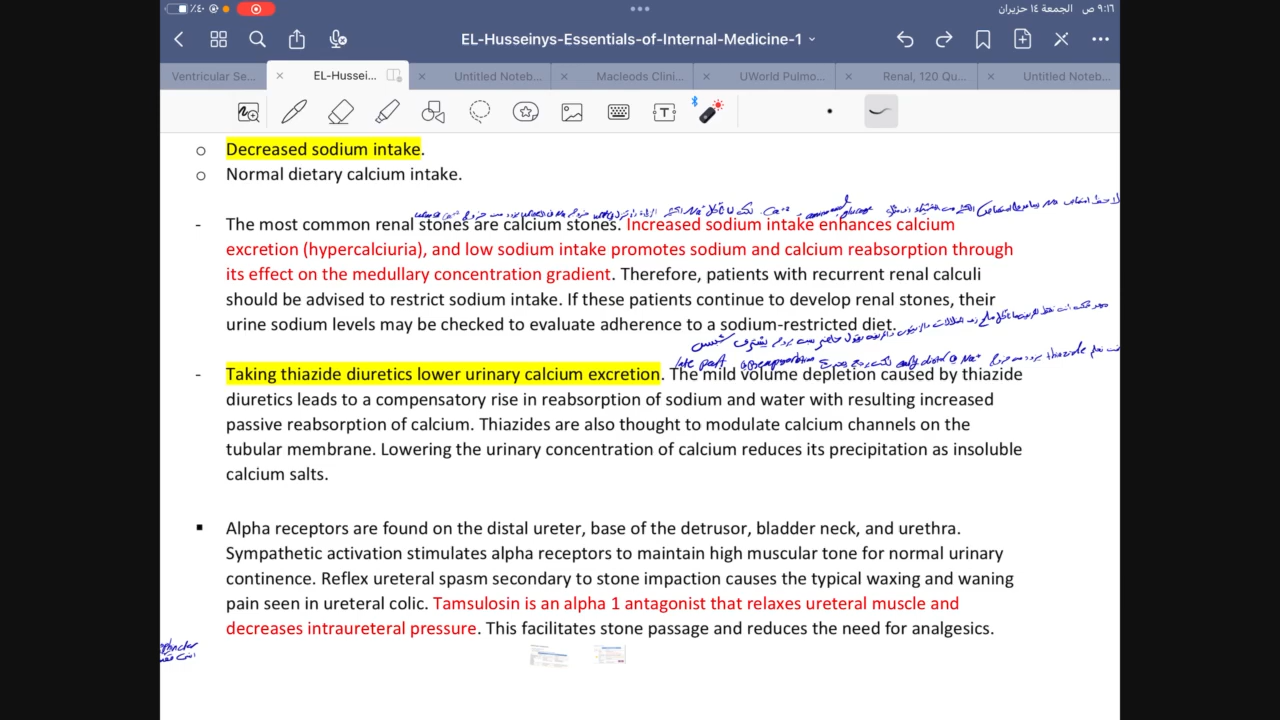 ٤٠٪
الجمعة ١٤ حزيران ٩:١٦ ص
EL-Husseinys-Essentials-of-Internal-Medicine-1
Ventricular Se...
EL-Hussei...
Untitled Noteb...
Macleods Clini...
UWorld Pulmo...
Renal, 120 Qu...
Untitled Noteb...
o Decreased sodium intake.
o Normal dietary calcium intake.
- The most common renal stones are calcium stones. Increased sodium intake enhances calcium
excretion (hypercalciuria), and low sodium intake promotes sodium and calcium reabsorption through
its effect on the medullary concentration gradient. Therefore, patients with recurrent renal calculi
should be advised to restrict sodium intake. If these patients continue to develop renal stones, their
urine sodium levels may be checked to evaluate adherence to a sodium-restricted diet.
late part
- Taking thiazide diuretics lower urinary calcium excretion. The mild volume depletion caused by thiazide
diuretics leads to a compensatory rise in reabsorption of sodium and water with resulting increased
passive reabsorption of calcium. Thiazides are also thought to modulate calcium channels on the
tubular membrane. Lowering the urinary concentration of calcium reduces its precipitation as insoluble
calcium salts.
▪ Alpha receptors are found on the distal ureter, base of the detrusor, bladder neck, and urethra.
Sympathetic activation stimulates alpha receptors to maintain high muscular tone for normal urinary
continence. Reflex ureteral spasm secondary to stone impaction causes the typical waxing and waning
pain seen in ureteral colic. Tamsulosin is an alpha 1 antagonist that relaxes ureteral muscle and
decreases intraureteral pressure. This facilitates stone passage and reduces the need for analgesics.